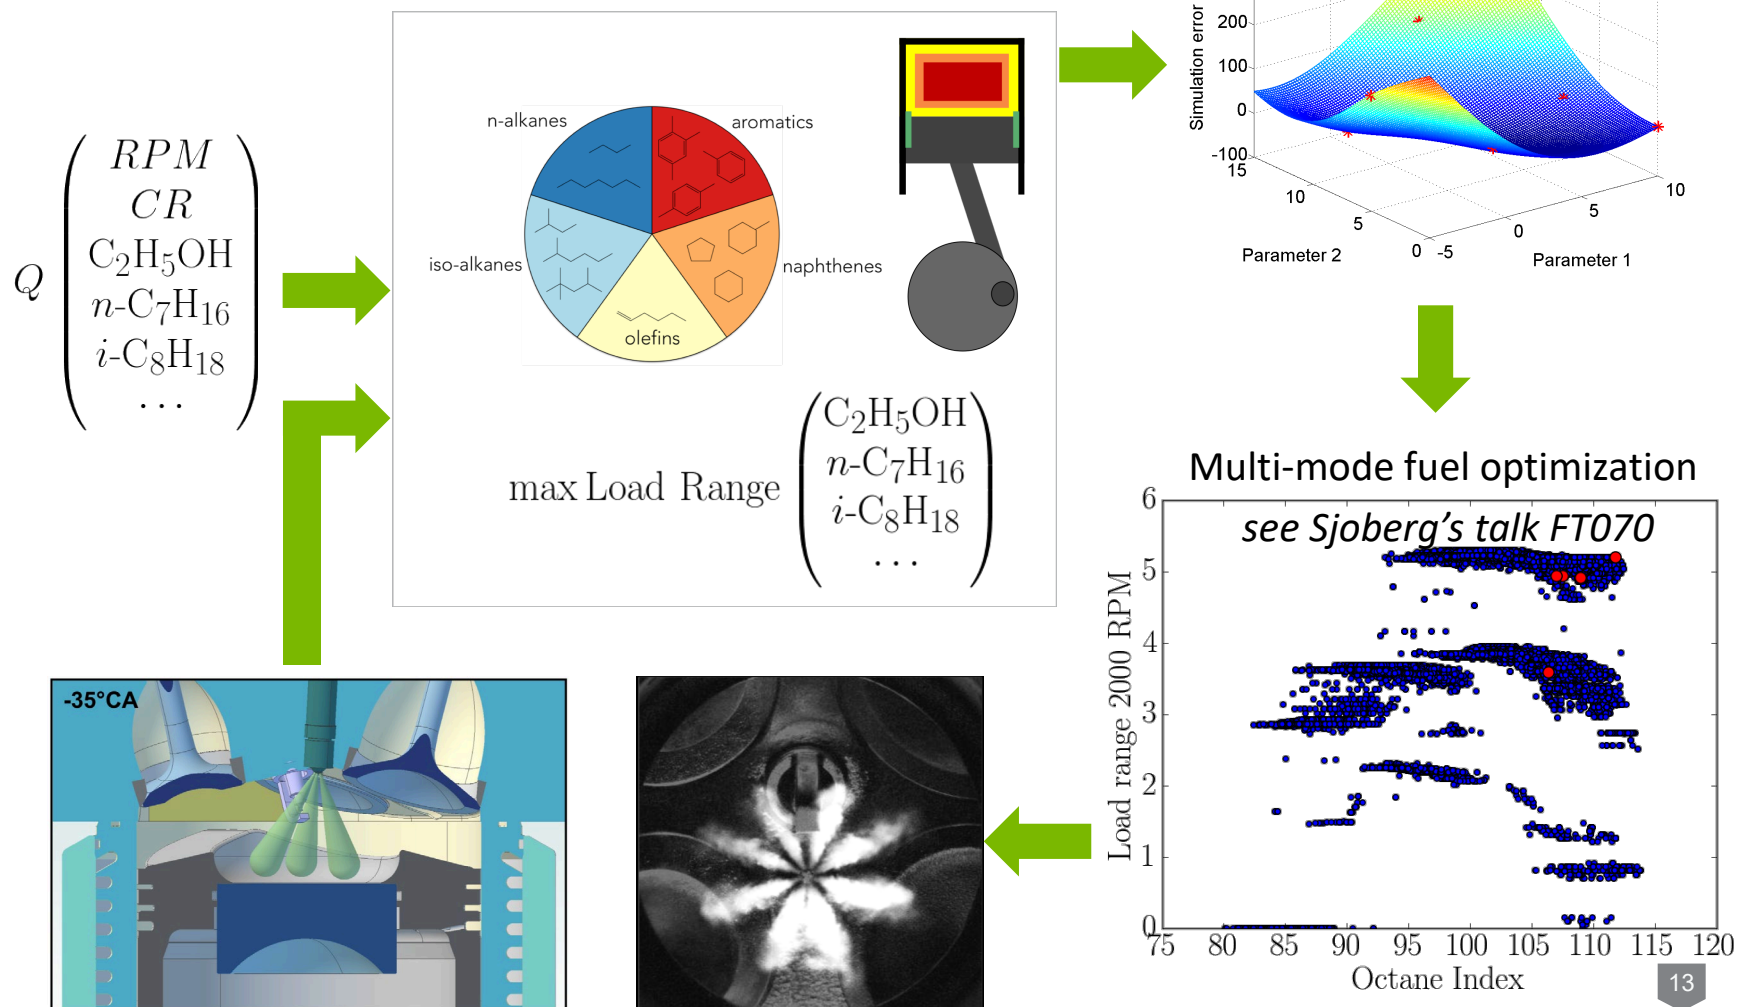 Q
RPM
CR
C₂H₅OH
n-C₇H₁₆
i-C₈H₁₈
...
n-alkanes
aromatics
iso-alkanes
naphthenes
olefins
max Load Range
C₂H₅OH
n-C₇H₁₆
i-C₈H₁₈
...
Simulation error
200
100
0
-100
15
10
5
0
-5
0
5
10
Parameter 2
Parameter 1
Multi-mode fuel optimization
see Sjoberg's talk FT070
Load range 2000 RPM
6
5
4
3
2
1
0
75 80 85 90 95 100 105 110 115 120
Octane Index
-35°CA
13